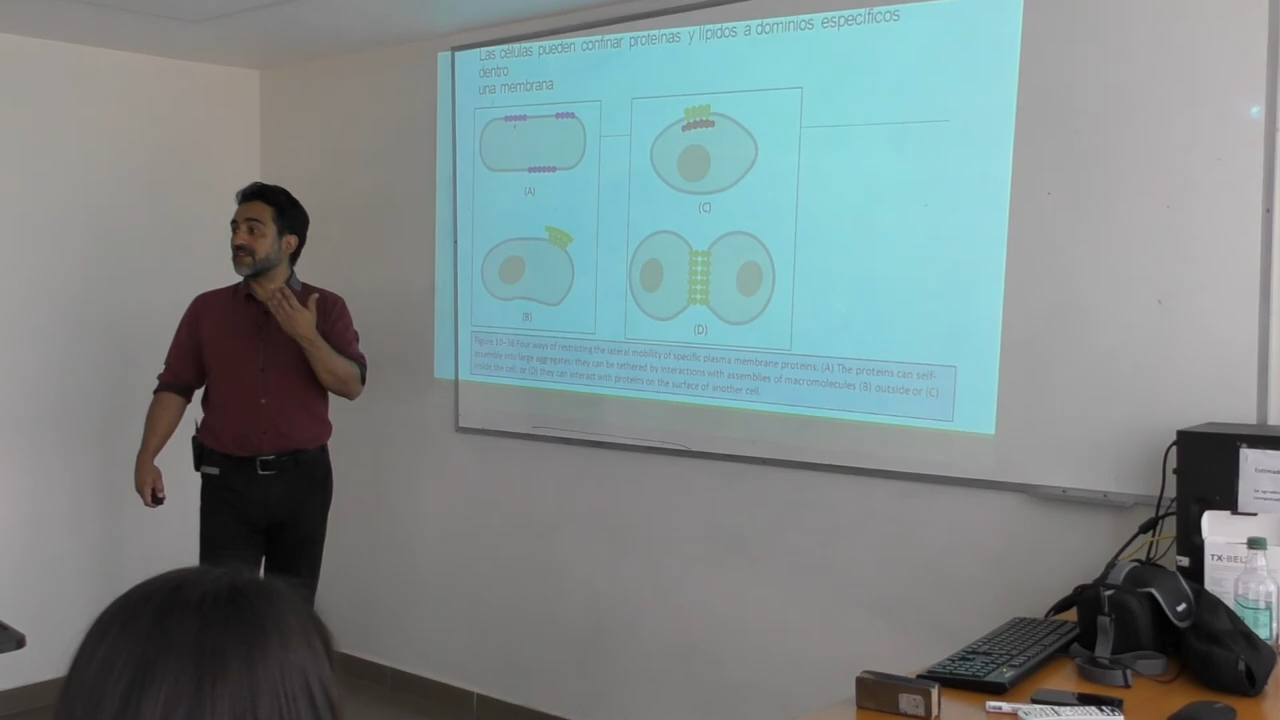 Las células pueden confinar proteínas y lípidos a dominios específicos
dentro
una membrana
(A)
(C)
(B)
(D)
Figure 10–36 Four ways of restricting the lateral mobility of specific plasma membrane proteins. (A) The proteins can self-
assembly into large aggregates; they can be tethered by interactions with assemblies of macromolecules (B) outside or (C)
inside the cell; or (D) they can interact with proteins on the surface of another cell.
TX-BEL